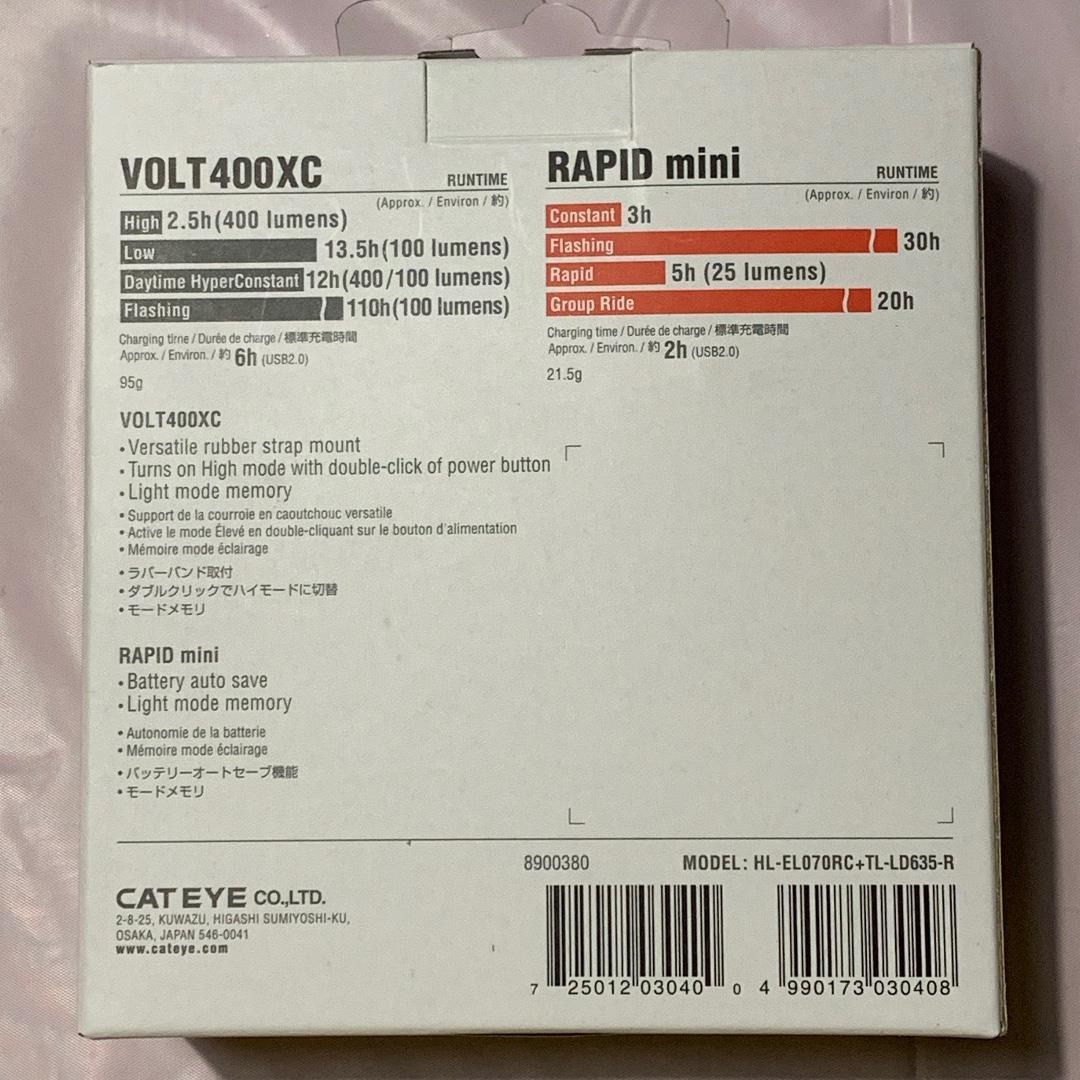 VOLT400XC
RUNTIME
(Approx. / Environ / 約)
High 2.5h(400 lumens)
Low 13.5h(100 lumens)
Daytime HyperConstant 12h(400/100 lumens)
Flashing 110h(100 lumens)
Charging time / Durée de charge / 標準充電時間
Approx. / Environ. / 約 6h (USB2.0)
95g
RAPID mini
RUNTIME
(Approx. / Environ / 約)
Constant 3h
Flashing 30h
Rapid 5h (25 lumens)
Group Ride 20h
Charging time / Durée de charge / 標準充電時間
Approx. / Environ. / 約 2h (USB2.0)
21.5g
VOLT400XC
• Versatile rubber strap mount
• Turns on High mode with double-click of power button
• Light mode memory
• Support de la courroie en caoutchouc versatile
• Active le mode Élevé en double-cliquant sur le bouton d'alimentation
• Mémoire mode éclairage
• ラバーバンド取付
• ダブルクリックでハイモードに切替
• モードメモリ
RAPID mini
• Battery auto save
• Light mode memory
• Autonomie de la batterie
• Mémoire mode éclairage
• バッテリーオートセーブ機能
• モードメモリ
8900380
MODEL: HL-EL070RC+TL-LD635-R
CATEYE CO.,LTD.
2-8-25, KUWAZU, HIGASHI SUMIYOSHI-KU,
OSAKA, JAPAN 546-0041
www.cateye.com
7 25012 03040 0
4 990173 030408